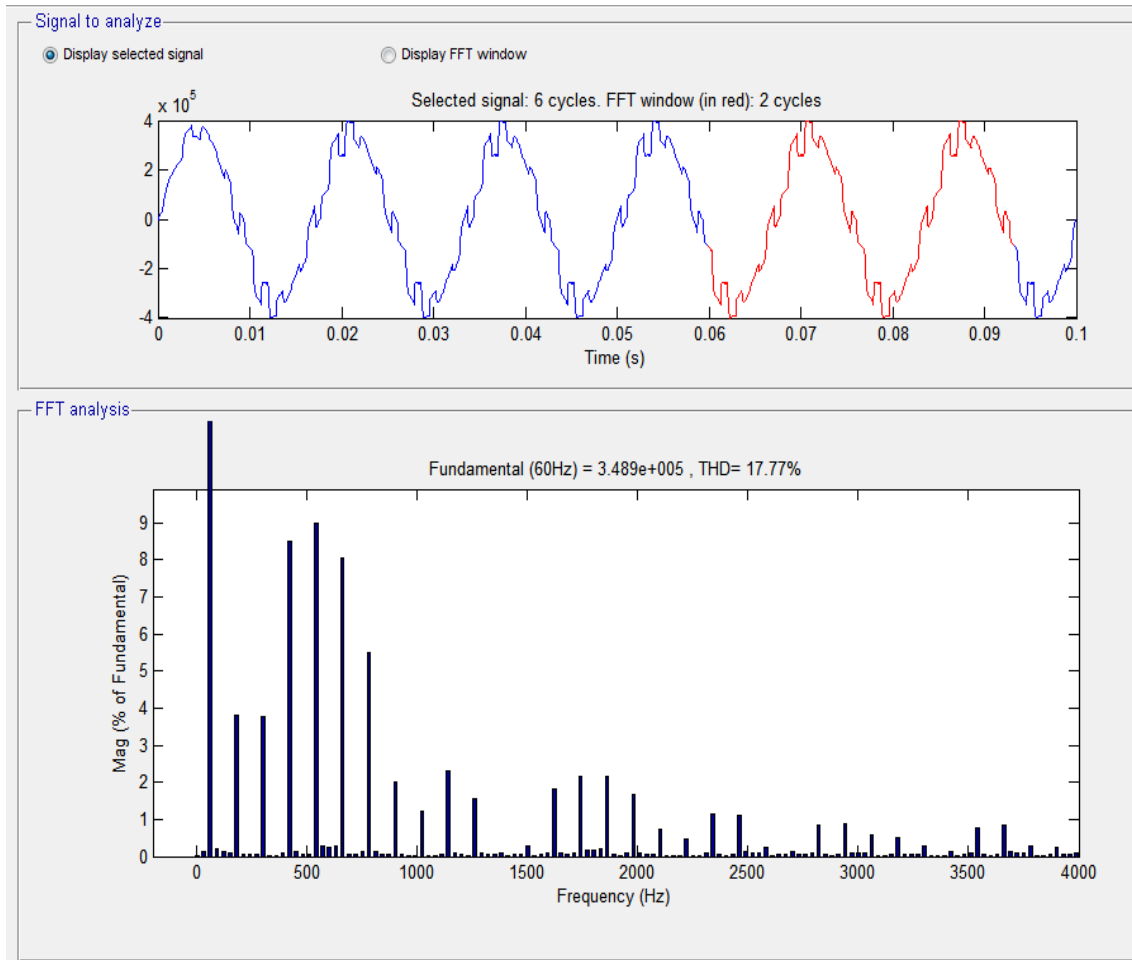 Signal to analyze
Display selected signal Display FFT window
x 10^5 Selected signal: 6 cycles. FFT window (in red): 2 cycles
4
2
0
-2
-4
0 0.01 0.02 0.03 0.04 0.05 0.06 0.07 0.08 0.09 0.1
Time (s)
FFT analysis
Fundamental (60Hz) = 3.489e+005 , THD= 17.77%
9
8
7
6
5
4
3
2
1
0
Mag (% of Fundamental)
0 500 1000 1500 2000 2500 3000 3500 4000
Frequency (Hz)